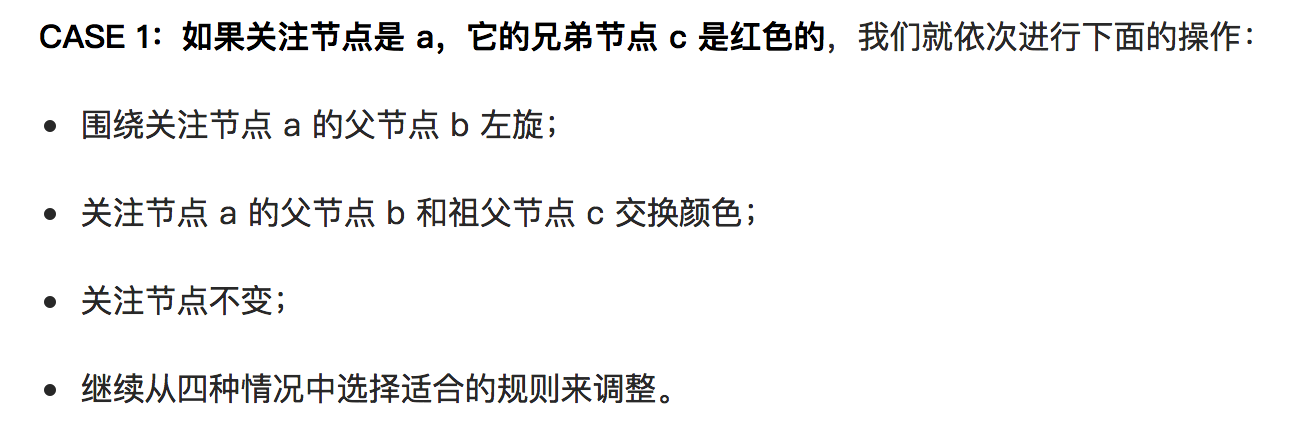 CASE 1：如果关注节点是 a，它的兄弟节点 c 是红色的，我们就依次进行下面的操作：
• 围绕关注节点 a 的父节点 b 左旋；
• 关注节点 a 的父节点 b 和祖父节点 c 交换颜色；
• 关注节点不变；
• 继续从四种情况中选择适合的规则来调整。